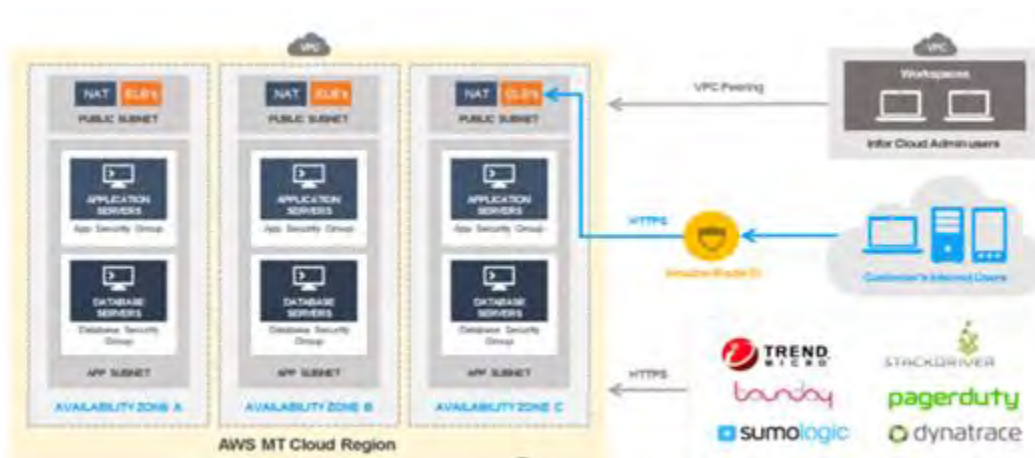 VPC
NAT ELB's
PUBLIC SUBNET
APPLICATION
SERVERS
App Security Group
DATABASE
SERVERS
Database Security
Group
APP SUBNET
AVAILABILITY ZONE A
NAT ELB's
PUBLIC SUBNET
APPLICATION
SERVERS
App Security Group
DATABASE
SERVERS
Database Security
Group
APP SUBNET
AVAILABILITY ZONE B
NAT ELB's
PUBLIC SUBNET
APPLICATION
SERVERS
App Security Group
DATABASE
SERVERS
Database Security
Group
APP SUBNET
AVAILABILITY ZONE C
AWS MT Cloud Region
VPC Peering
VPC
Workspaces
Infor Cloud Admin users
HTTPS
Amazon Route 53
Customer's Internet Users
HTTPS
TREND
MICRO
STACKDRIVER
boundary
pagerduty
sumologic
dynatrace